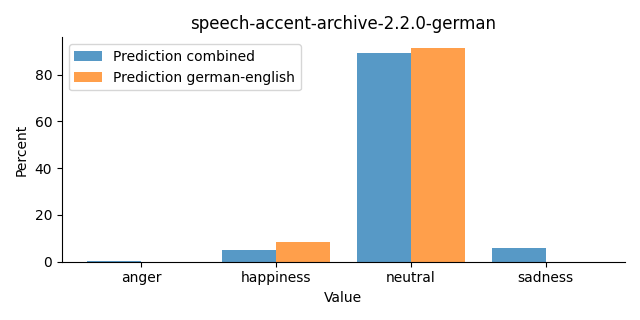 speech-accent-archive-2.2.0-german
Prediction combined
Prediction german-english
Percent
80
60
40
20
0
anger happiness neutral sadness
Value